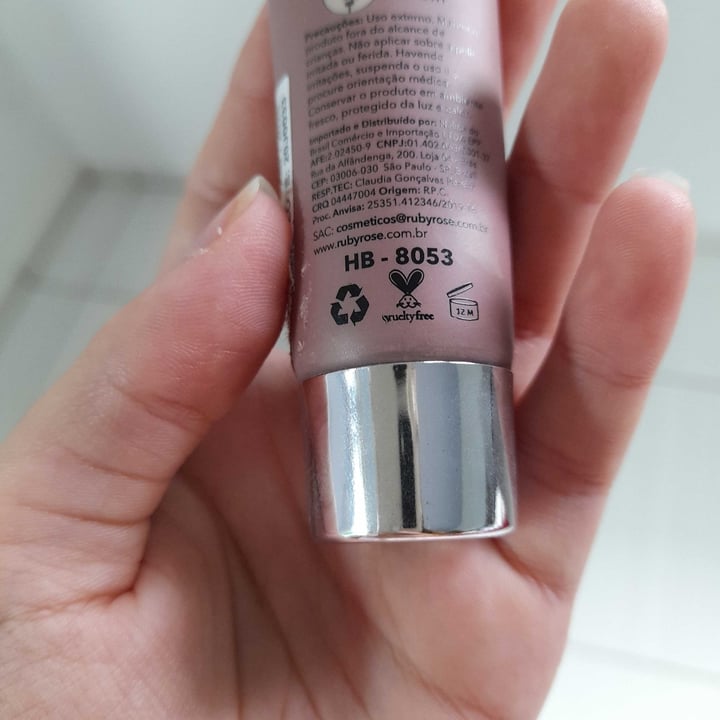 Precauções: Uso externo. Mantenha
produto fora do alcance de
crianças. Não aplicar sobre a pele
irritada ou ferida. Havendo
irritações, suspenda o uso e
procure orientação médica.
Conservar o produto em ambiente
fresco, protegido da luz e calor.
Importado e Distribuído por:
Brasil Comércio e Importação
AFE:2.02450-9 CNPJ:01.402.
Rua da Alfândenga, 200. Loja
CEP: 03006-030 São Paulo - SP.
RESP.TEC: Claudia Gonçalves
CRQ 04447004 Origem: R.P.C.
Proc. Anvisa: 25351.412346/
SAC: cosmeticos@rubyrose.com.br
www.rubyrose.com.br
HB - 8053
crueltyfree
12 M